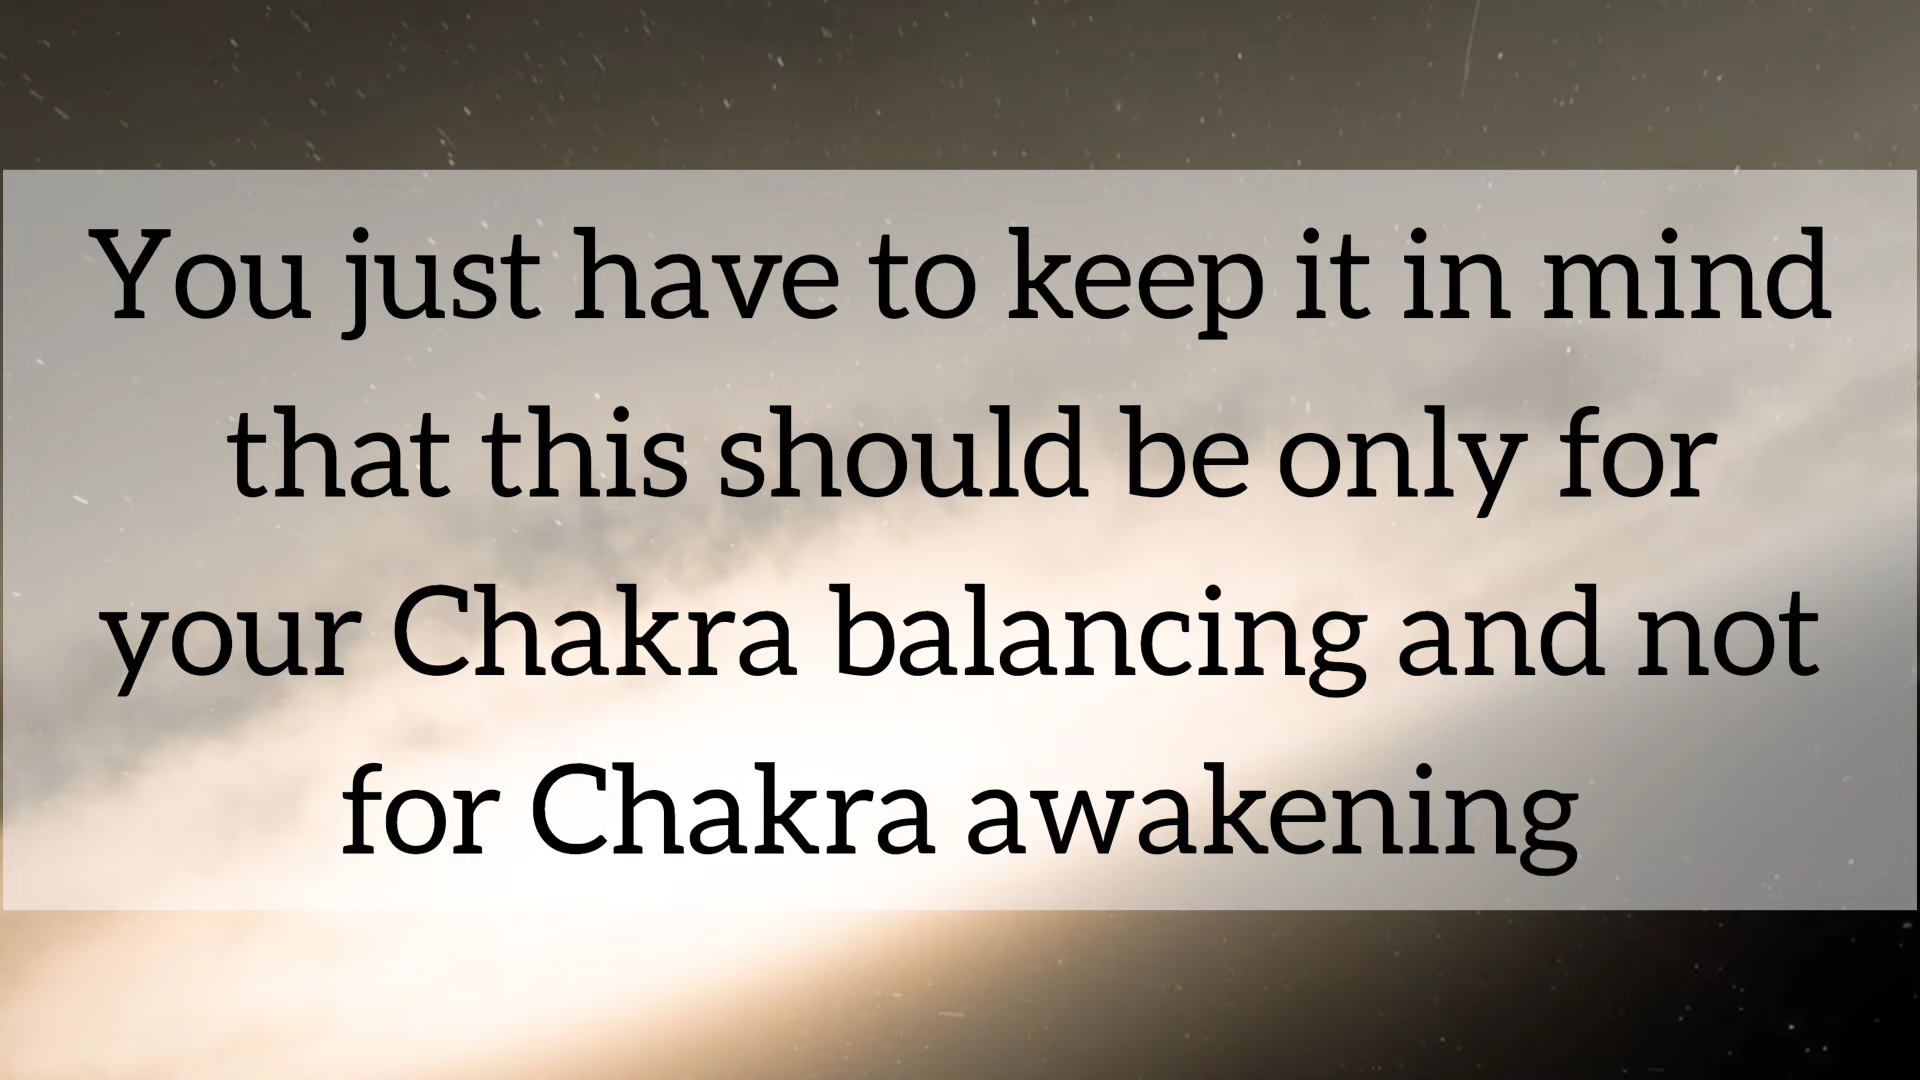 You just have to keep it in mind
that this should be only for
your Chakra balancing and not
for Chakra awakening